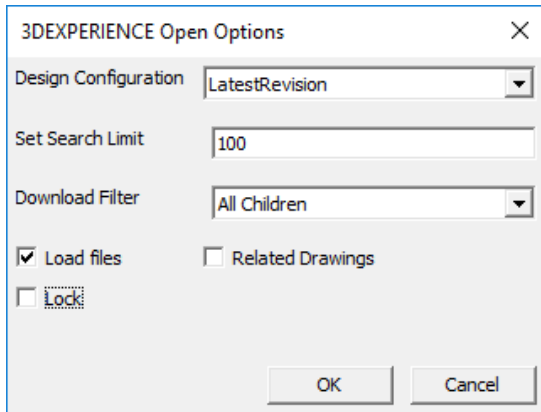 3DEXPERIENCE Open Options
Design Configuration LatestRevision
Set Search Limit 100
Download Filter All Children
Load files Related Drawings
Lock
OK Cancel